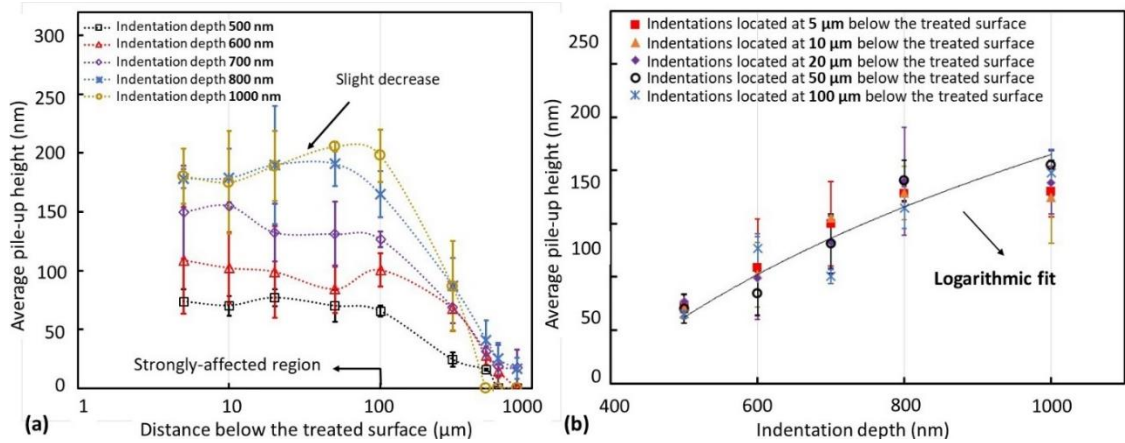 300
250
200
150
100
50
0
Average pile-up height (nm)
Indentation depth 500 nm
Indentation depth 600 nm
Indentation depth 700 nm
Indentation depth 800 nm
Indentation depth 1000 nm
Slight decrease
Strongly-affected region
1 10 100 1000
(a) Distance below the treated surface (μm)
250
200
150
100
50
0
Average pile-up height (nm)
Indentations located at 5 μm below the treated surface
Indentations located at 10 μm below the treated surface
Indentations located at 20 μm below the treated surface
Indentations located at 50 μm below the treated surface
Indentations located at 100 μm below the treated surface
Logarithmic fit
400 600 800 1000
(b) Indentation depth (nm)